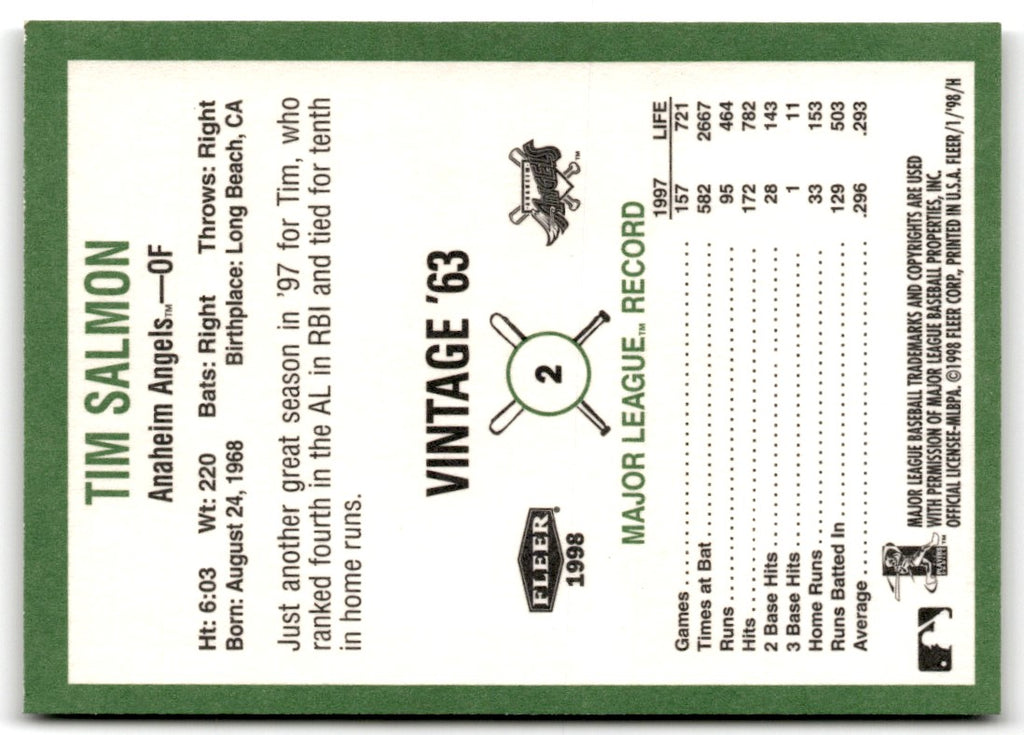 TIM SALMON
Anaheim Angels™—OF
Ht: 6:03 Wt: 220 Bats: Right Throws: Right
Born: August 24, 1968 Birthplace: Long Beach, CA
Just another great season in '97 for Tim, who
ranked fourth in the AL in RBI and tied for tenth
in home runs.
VINTAGE '63
FLEER®
1998
2
ANAHEIM
ANGELS™
MAJOR LEAGUE™ RECORD
1997 LIFE
Games 157 721
Times at Bat 582 2667
Runs 95 464
Hits 172 782
2 Base Hits 28 143
3 Base Hits 1 11
Home Runs 33 153
Runs Batted In 129 503
Average .296 .293
MAJOR LEAGUE BASEBALL TRADEMARKS AND COPYRIGHTS ARE USED
WITH PERMISSION OF MAJOR LEAGUE BASEBALL PROPERTIES, INC.
OFFICIAL LICENSEE-MLBPA. ©1998 FLEER CORP., PRINTED IN U.S.A. FLEER/1/'98/H